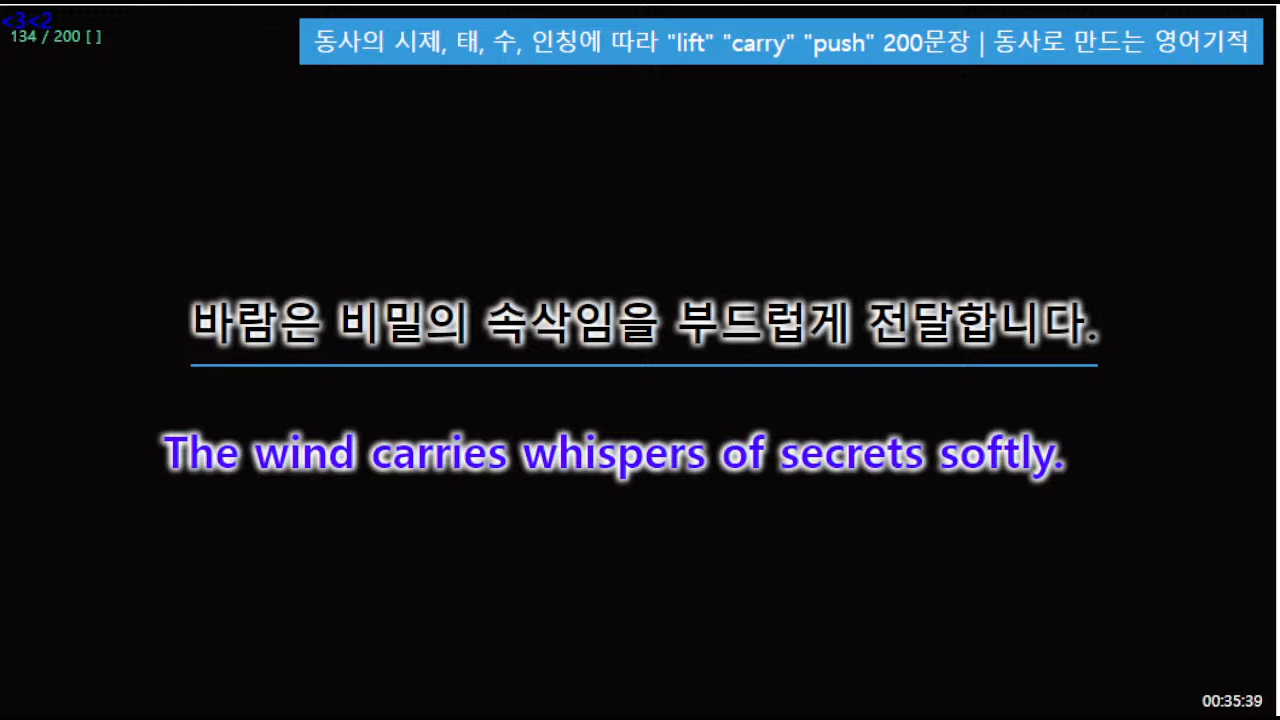 <3<2
134 / 200 [ ]
동사의 시제, 태, 수, 인칭에 따라 "lift" "carry" "push" 200문장 | 동사로 만드는 영어기적
바람은 비밀의 속삭임을 부드럽게 전달합니다.
The wind carries whispers of secrets softly.
00:35:39